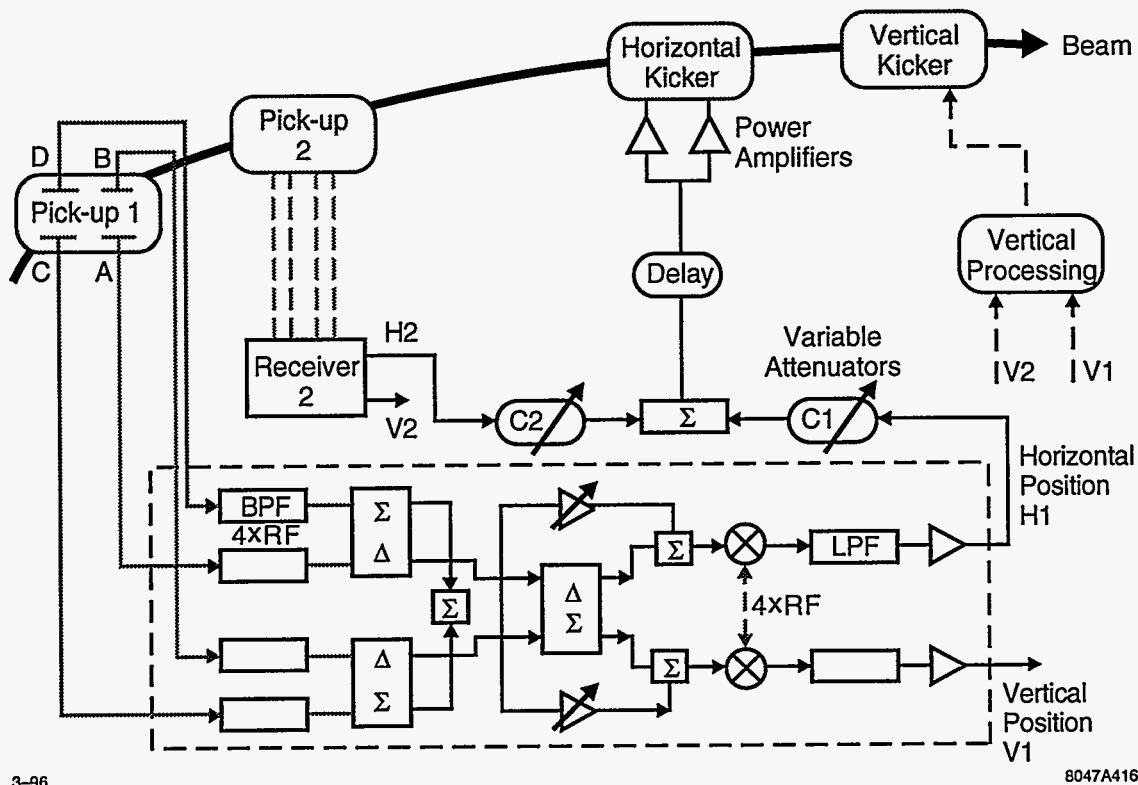 Horizontal
Kicker
Vertical
Kicker
Beam
Pick-up
2
Power
Amplifiers
D
B
Pick-up 1
C
A
Delay
Vertical
Processing
V2
V1
Receiver
2
H2
V2
C2
Σ
C1
Variable
Attenuators
Horizontal
Position
H1
BPF
4xRF
Σ
Δ
Σ
Δ
Σ
Δ
Σ
Σ
Σ
LPF
4xRF
Vertical
Position
V1
3–96
8047A416